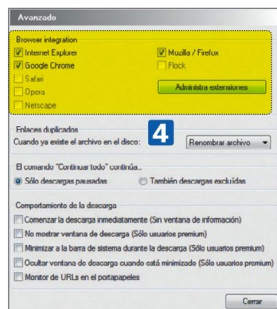 Avanzado
Browser integration
Internet Explorer
Mozilla / Firefox
Google Chrome
Flock
Safari
Administra extensiones
Opera
Netscape
Enlaces duplicados
Cuando ya existe el archivo en el disco:
4
Renombrar archivo
El comando "Continuar todo" continúa...
Sólo descargas pausadas
También descargas excluídas
Comportamiento de la descarga
Comenzar la descarga inmediatamente (Sin ventana de información)
No mostrar ventana de descarga (Sólo usuarios premium)
Minimizar a la barra de sistema durante la descarga (Sólo usuarios premium)
Ocultar ventana de descarga cuando está minimizado (Sólo usuarios premium)
Monitor de URLs en el portapapeles
Cerrar